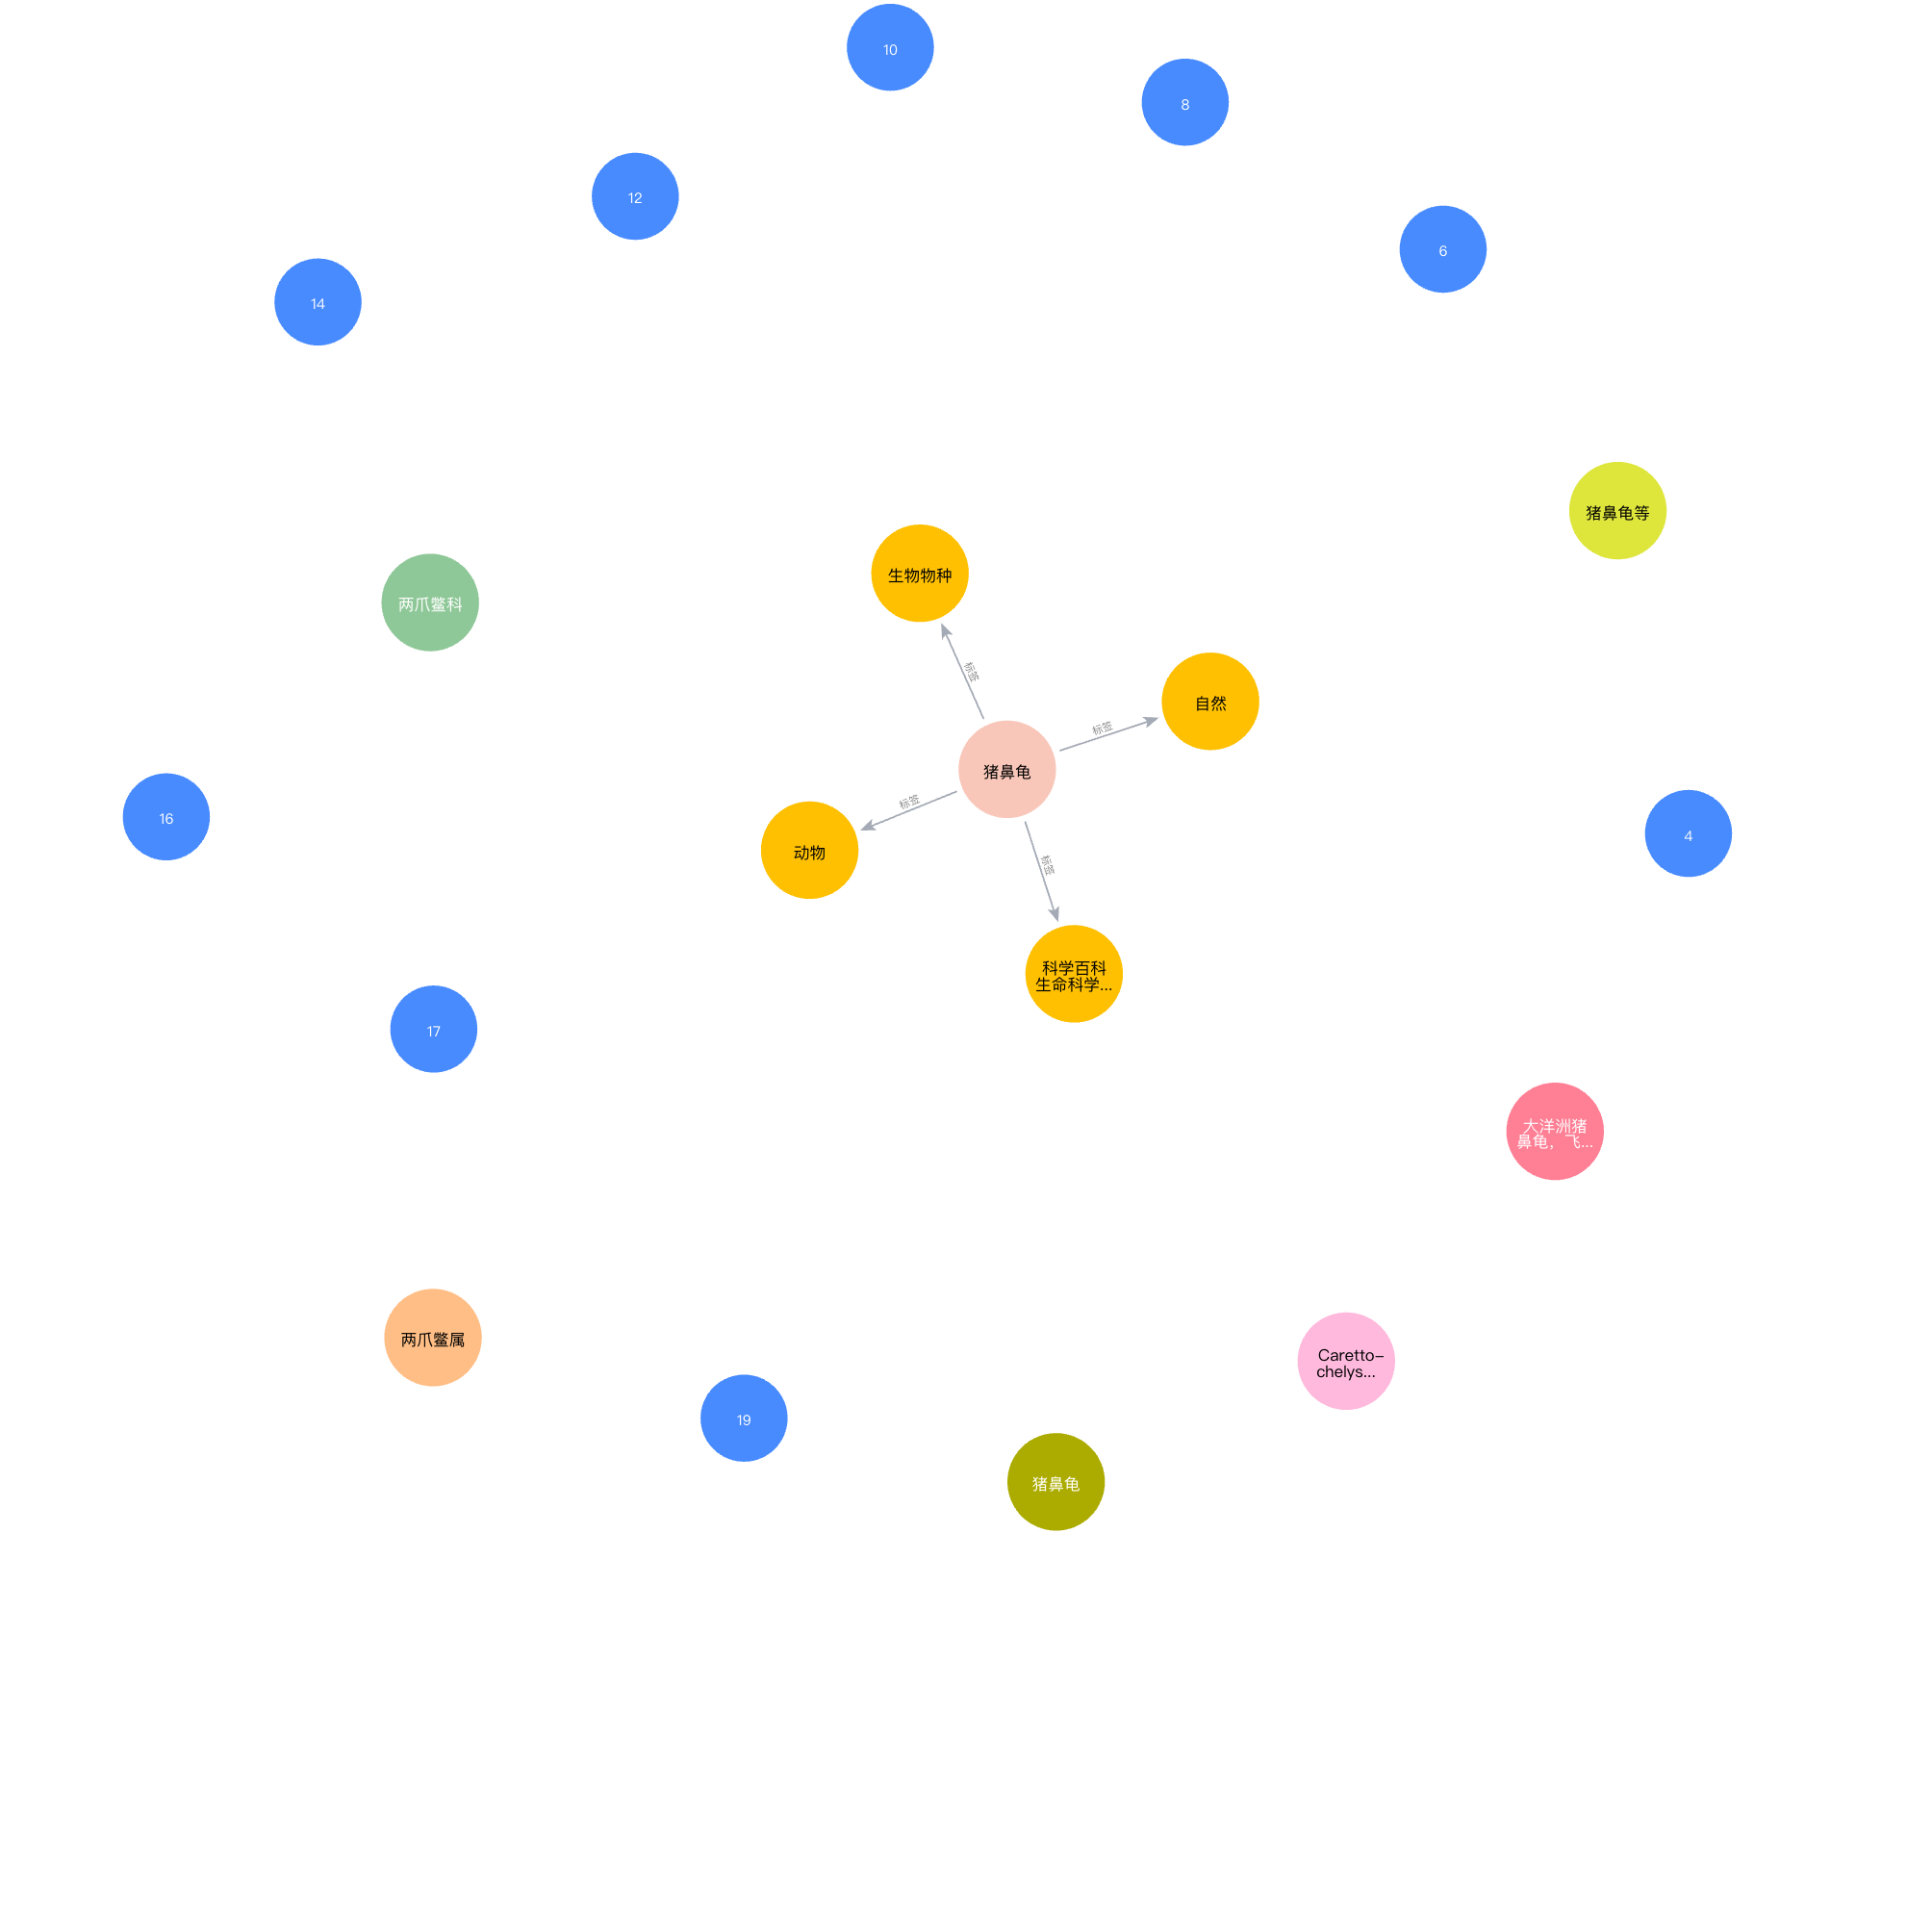 10
8
12
6
14
猪鼻龟等
生物物种
两爪鳖科
标签
自然
标签
猪鼻龟
标签
16
4
动物
标签
科学百科
生命科学...
17
大洋洲猪
鼻龟，飞...
两爪鳖属
Caretto-
chelys...
19
猪鼻龟